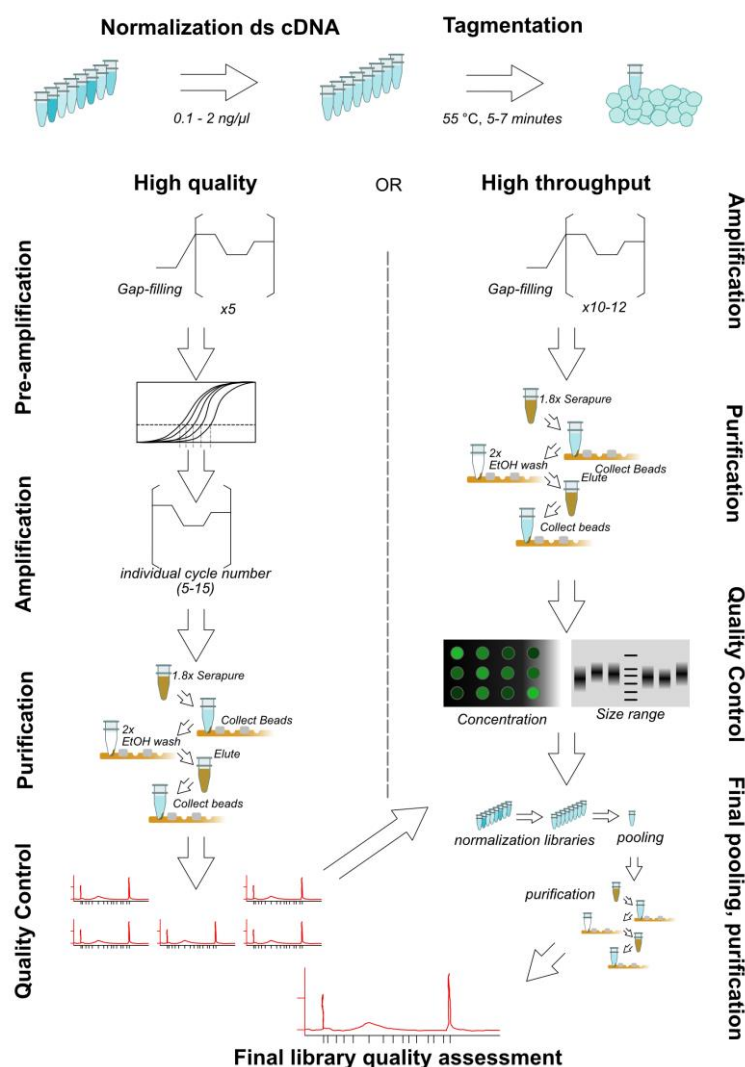 Normalization ds cDNA
Tagmentation
0.1 - 2 ng/µl
55 °C, 5-7 minutes
High quality
OR
High throughput
Pre-amplification
Gap-filling
x5
Amplification
individual cycle number
(5-15)
Purification
1.8x Serapure
Collect Beads
2x
EtOH wash
Elute
Collect beads
Quality Control
Amplification
Gap-filling
x10-12
Purification
1.8x Serapure
2x
EtOH wash
Collect Beads
Elute
Collect beads
Quality Control
Concentration
Size range
Final pooling, purification
normalization libraries
pooling
purification
Final library quality assessment